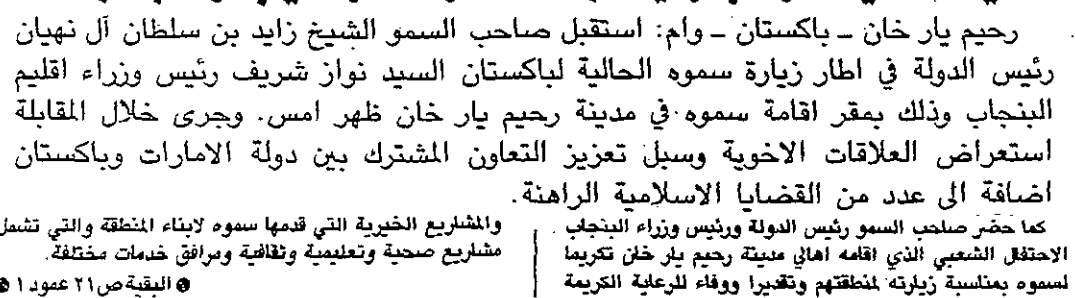 رحيم يار خان ـ باكستان ـ وام: استقبل صاحب السمو الشيخ زايد بن سلطان آل نهيان
رئيس الدولة في اطار زيارة سموه الحالية لباكستان السيد نواز شريف رئيس وزراء اقليم
البنجاب وذلك بمقر اقامة سموه في مدينة رحيم يار خان ظهر امس. وجرى خلال المقابلة
استعراض العلاقات الاخوية وسبل تعزيز التعاون المشترك بين دولة الامارات وباكستان
اضافة الى عدد من القضايا الاسلامية الراهنة.
كما حضر صاحب السمو رئيس الدولة ورئيس وزراء البنجاب
الاحتفال الشعبي الذي اقامه اهالي مدينة رحيم يار خان تكريما
لسموه بمناسبة زيارته لمنطقتهم وتقديرا ووفاء للرعاية الكريمة
والمشاريع الخيرية التي قدمها سموه لابناء المنطقة والتي تشمل
مشاريع صحية وتعليمية وثقافية ومرافق خدمات مختلفة.
● البقية ص ٢١ عمود ١ ●